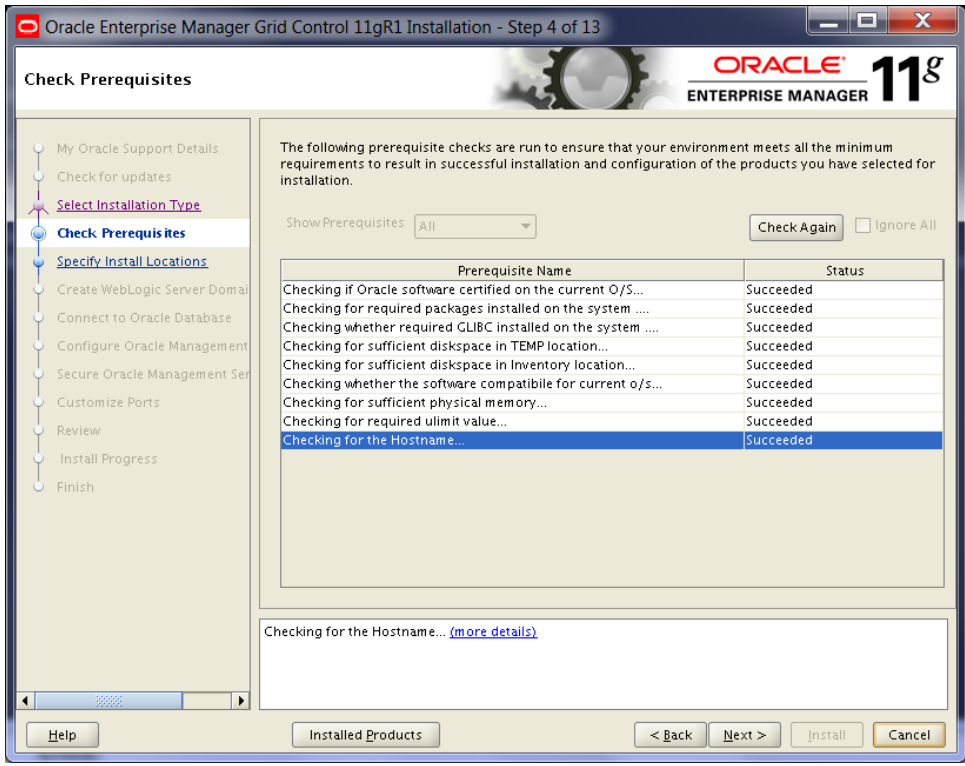 Oracle Enterprise Manager Grid Control 11gR1 Installation - Step 4 of 13
Check Prerequisites
ORACLE
ENTERPRISE MANAGER
11g
My Oracle Support Details
Check for updates
Select Installation Type
Check Prerequisites
Specify Install Locations
Create WebLogic Server Domai
Connect to Oracle Database
Configure Oracle Management
Secure Oracle Management Ser
Customize Ports
Review
Install Progress
Finish
The following prerequisite checks are run to ensure that your environment meets all the minimum
requirements to result in successful installation and configuration of the products you have selected for
installation.
Show Prerequisites All Check Again Ignore All
Prerequisite Name Status
Checking if Oracle software certified on the current O/S... Succeeded
Checking for required packages installed on the system .... Succeeded
Checking whether required GLIBC installed on the system .... Succeeded
Checking for sufficient diskspace in TEMP location... Succeeded
Checking for sufficient diskspace in Inventory location... Succeeded
Checking whether the software compatibile for current o/s... Succeeded
Checking for sufficient physical memory... Succeeded
Checking for required ulimit value... Succeeded
Checking for the Hostname... Succeeded
Checking for the Hostname... (more details)
Help Installed Products < Back Next > Install Cancel